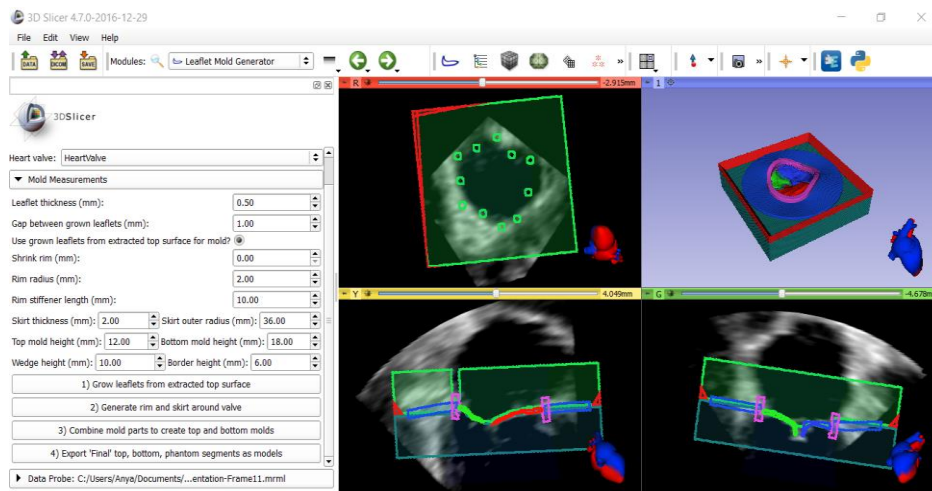 3D Slicer 4.7.0-2016-12-29
File Edit View Help
DATA DCOM SAVE Modules: Leaflet Mold Generator » » »
3DSlicer
Heart valve: HeartValve
Mold Measurements
Leaflet thickness (mm): 0.50
Gap between grown leaflets (mm): 1.00
Use grown leaflets from extracted top surface for mold?
Shrink rim (mm): 0.00
Rim radius (mm): 2.00
Rim stiffener length (mm): 10.00
Skirt thickness (mm): 2.00 Skirt outer radius (mm): 36.00
Top mold height (mm): 12.00 Bottom mold height (mm): 18.00
Wedge height (mm): 10.00 Border height (mm): 6.00
1) Grow leaflets from extracted top surface
2) Generate rim and skirt around valve
3) Combine mold parts to create top and bottom molds
4) Export 'Final' top, bottom, phantom segments as models
Data Probe: C:/Users/Anya/Documents/...entation-Frame11.mrml
R -2.915mm
1
Y 4.049mm
G -4.678m